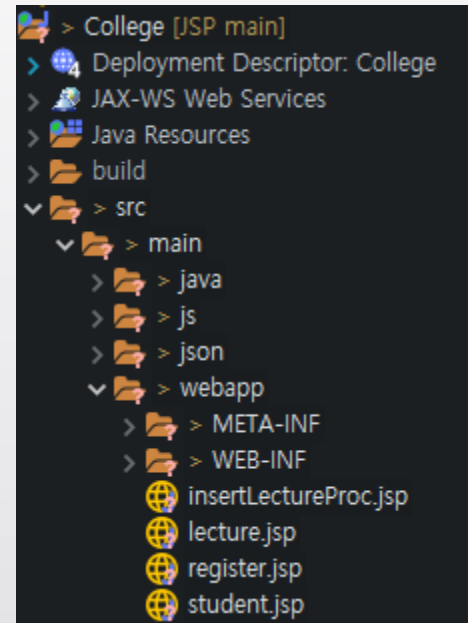 > College [JSP main]
> Deployment Descriptor: College
> JAX-WS Web Services
> Java Resources
> build
> src
> main
> java
> js
> json
> webapp
> META-INF
> WEB-INF
insertLectureProc.jsp
lecture.jsp
register.jsp
student.jsp